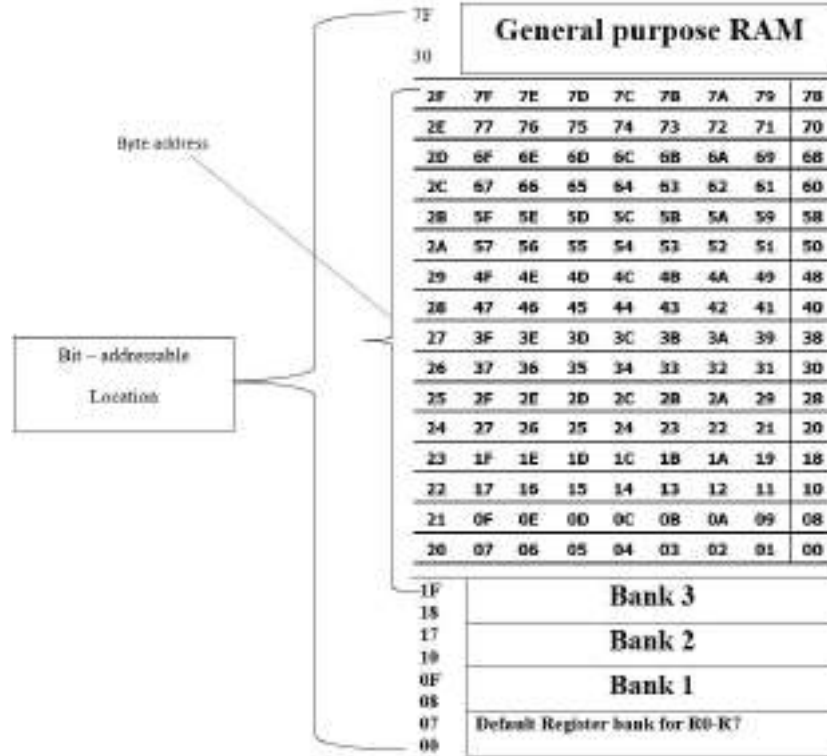 7F
General purpose RAM
30
2F 7F 7E 7D 7C 7B 7A 79 78
2E 77 76 75 74 73 72 71 70
Byte address
2D 6F 6E 6D 6C 6B 6A 69 68
2C 67 66 65 64 63 62 61 60
2B 5F 5E 5D 5C 5B 5A 59 58
2A 57 56 55 54 53 52 51 50
29 4F 4E 4D 4C 4B 4A 49 48
28 47 46 45 44 43 42 41 40
27 3F 3E 3D 3C 3B 3A 39 38
Bit – addressable
Location
26 37 36 35 34 33 32 31 30
25 2F 2E 2D 2C 2B 2A 29 28
24 27 26 25 24 23 22 21 20
23 1F 1E 1D 1C 1B 1A 19 18
22 17 16 15 14 13 12 11 10
21 0F 0E 0D 0C 0B 0A 09 08
20 07 06 05 04 03 02 01 00
1F
Bank 3
18
17
Bank 2
10
0F
Bank 1
08
07
Default Register bank for R0-R7
00